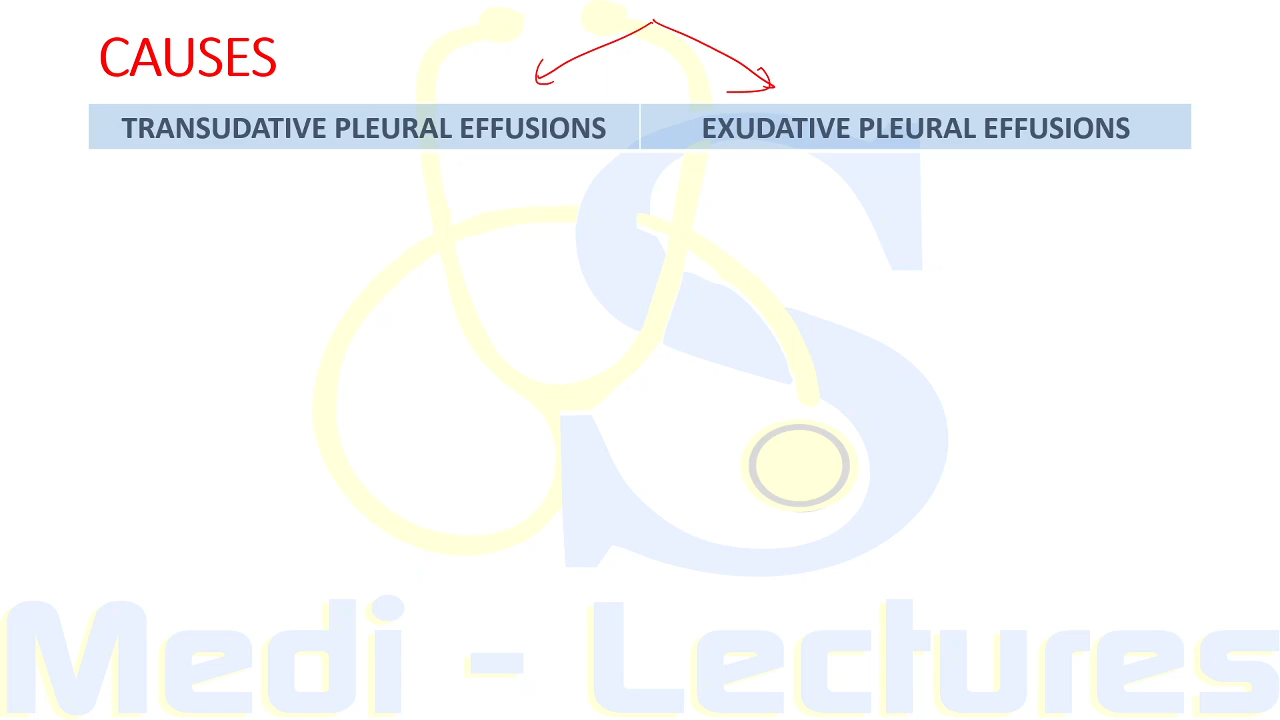 CAUSES
TRANSUDATIVE PLEURAL EFFUSIONS EXUDATIVE PLEURAL EFFUSIONS
S
Medi - Lectures